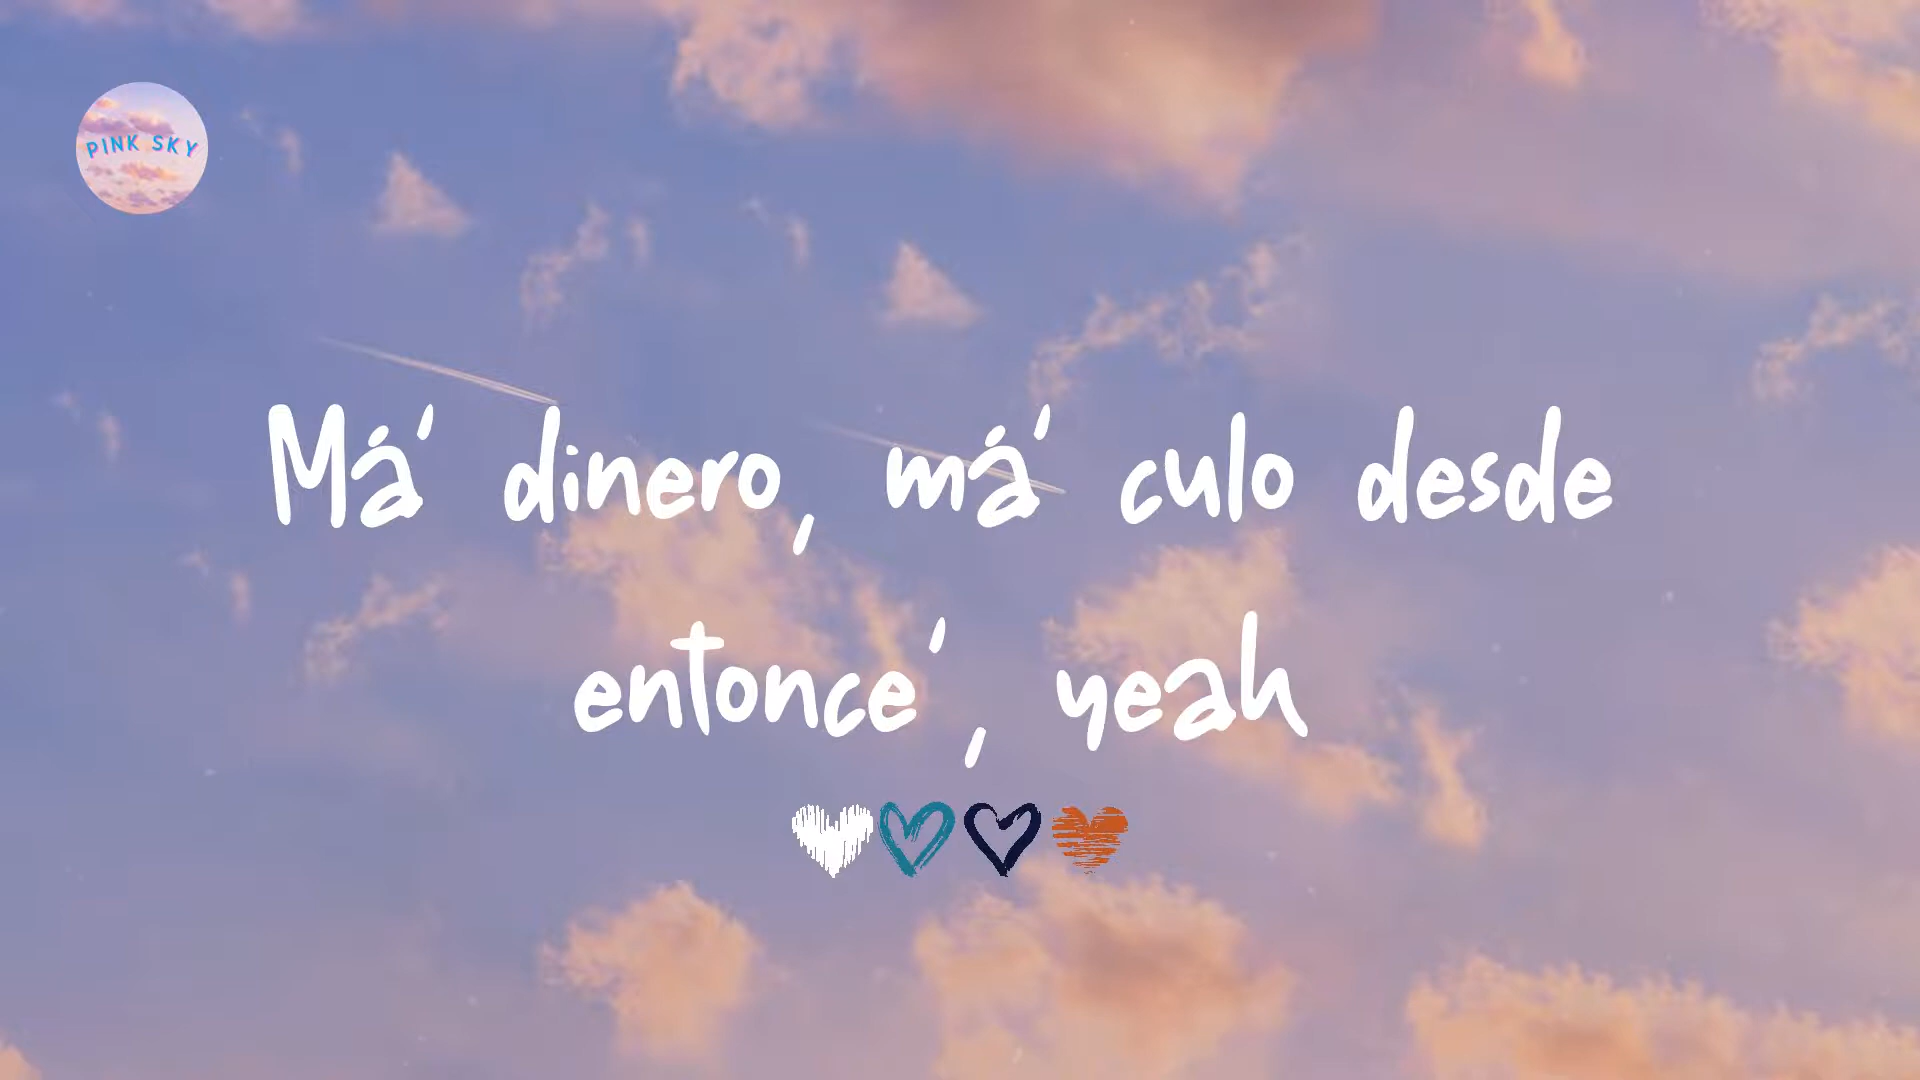 PINK SKY
Má' dinero, má' culo desde
entonce', yeah